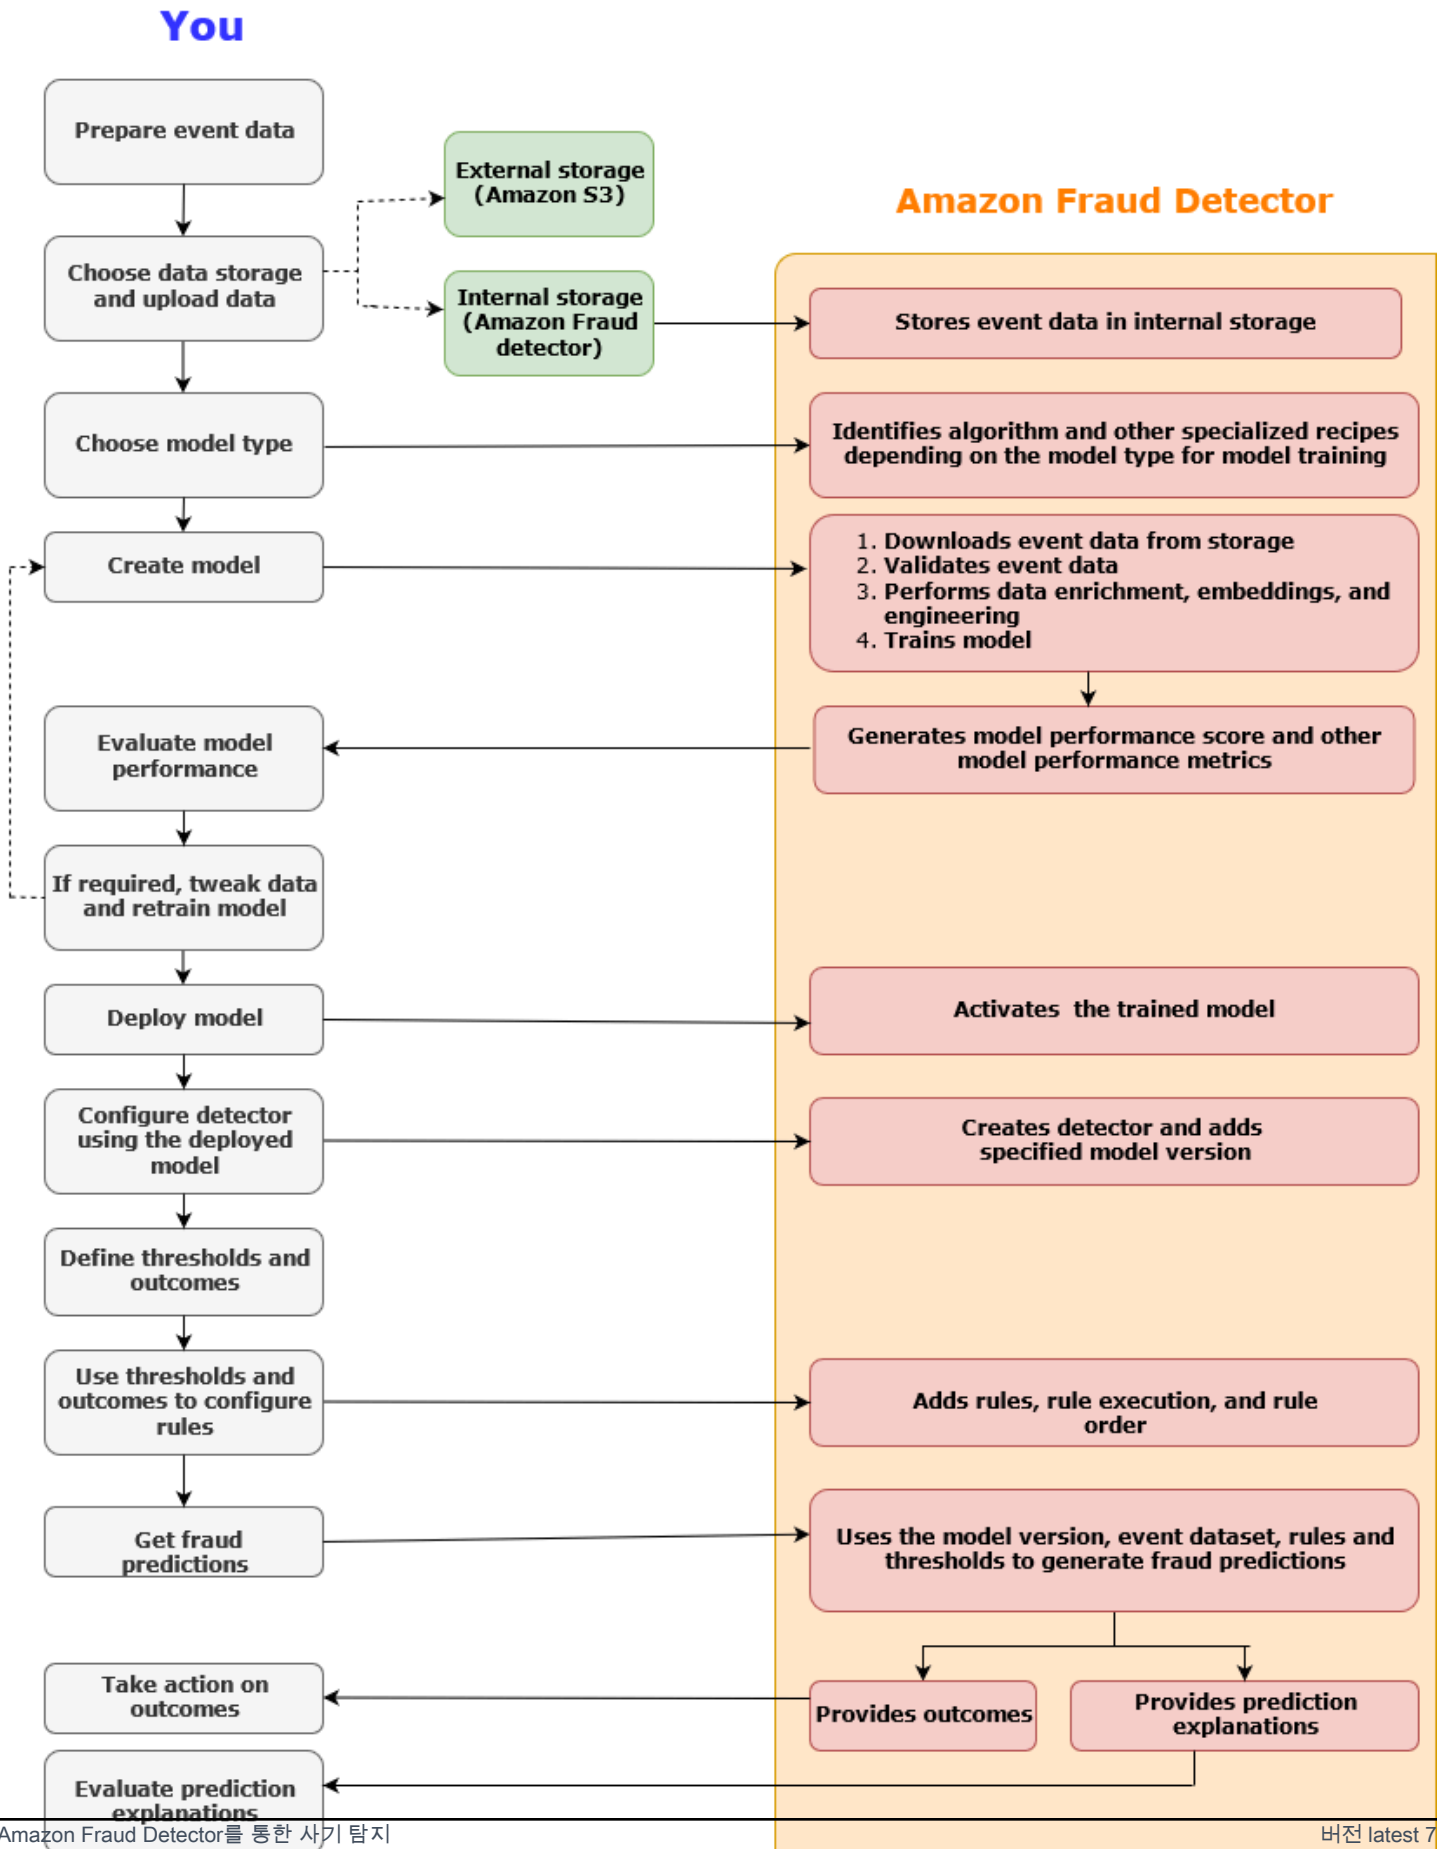 You
Prepare event data
External storage
(Amazon S3)
Amazon Fraud Detector
Choose data storage
and upload data
Internal storage
(Amazon Fraud
detector)
Stores event data in internal storage
Choose model type
Identifies algorithm and other specialized recipes
depending on the model type for model training
Create model
1. Downloads event data from storage
2. Validates event data
3. Performs data enrichment, embeddings, and
engineering
4. Trains model
Evaluate model
performance
Generates model performance score and other
model performance metrics
If required, tweak data
and retrain model
Deploy model
Activates the trained model
Configure detector
using the deployed
model
Creates detector and adds
specified model version
Define thresholds and
outcomes
Use thresholds and
outcomes to configure
rules
Adds rules, rule execution, and rule
order
Get fraud
predictions
Uses the model version, event dataset, rules and
thresholds to generate fraud predictions
Take action on
outcomes
Provides outcomes
Provides prediction
explanations
Evaluate prediction
explanations
Amazon Fraud Detector를 통한 사기 탐지
버전 latest 7